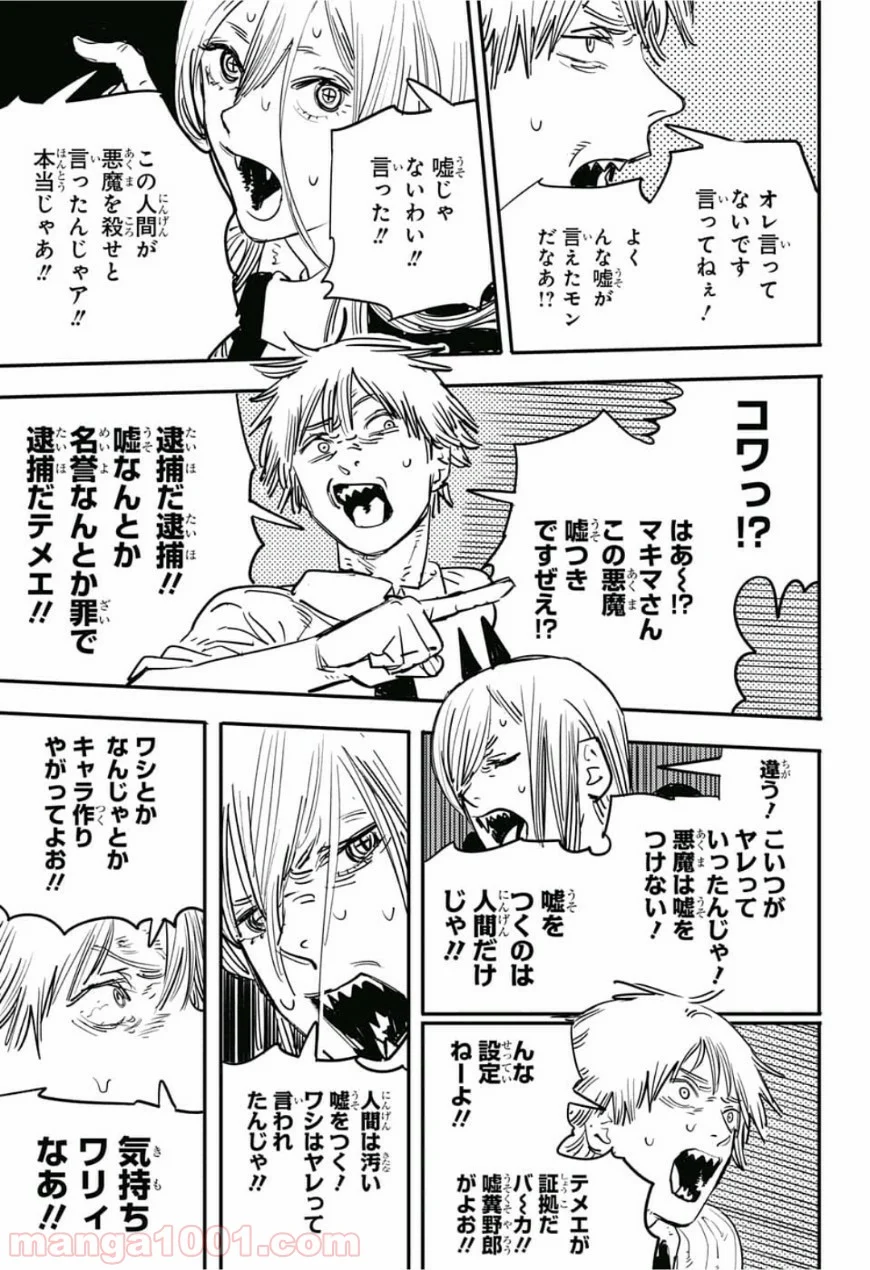 オレ言って
ないです
言ってねぇ!
よく
んな嘘が
言えたモン
だなあ!?
嘘じゃ
ないわい!!
言った!!
この人間が
悪魔を殺せと
言ったんじゃア!!
本当じゃあ!!
コワっ!?
はあ〜!?
マキマさん
この悪魔
嘘つき
ですぜえ!?
逮捕だ逮捕!!
嘘なんとか
名誉なんとか罪で
逮捕だテメエ!!
違う!こいつが
ヤレって
いったんじゃ!
悪魔は嘘を
つけない!
嘘を
つくのは
人間だけ
じゃ!!
んな
設定
ねーよ!!
テメエが
証拠だ
バ〜カ!!
嘘糞野郎
がよお!!
人間は汚い
嘘をつく!
ワシはヤレって
言われ
たんじゃ!!
ワシとか
なんじゃとか
キャラ作り
やがってよお!!
気持ち
ワリィ
なあ!!
manga1001.com